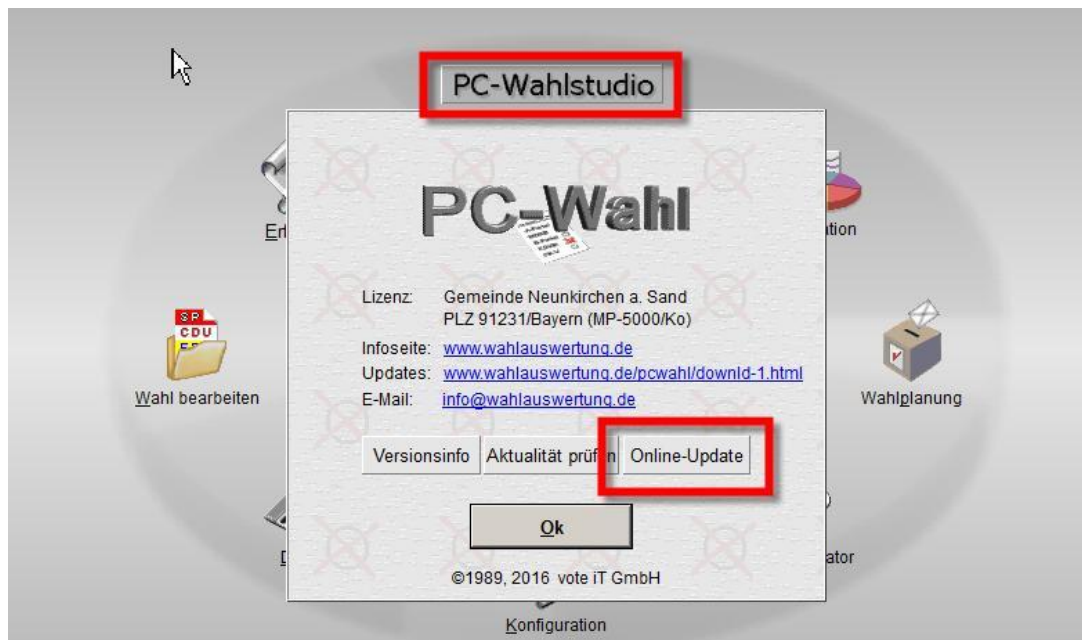 PC-Wahlstudio
PC-Wahl
Lizenz: Gemeinde Neunkirchen a. Sand
PLZ 91231/Bayern (MP-5000/Ko)
Infoseite: www.wahlauswertung.de
Updates: www.wahlauswertung.de/pcwahl/downld-1.html
E-Mail: info@wahlauswertung.de
Versionsinfo
Aktualität prüfen
Online-Update
Ok
©1989, 2016 vote iT GmbH
CDU
Wahl bearbeiten
Wahlplanung
Konfiguration